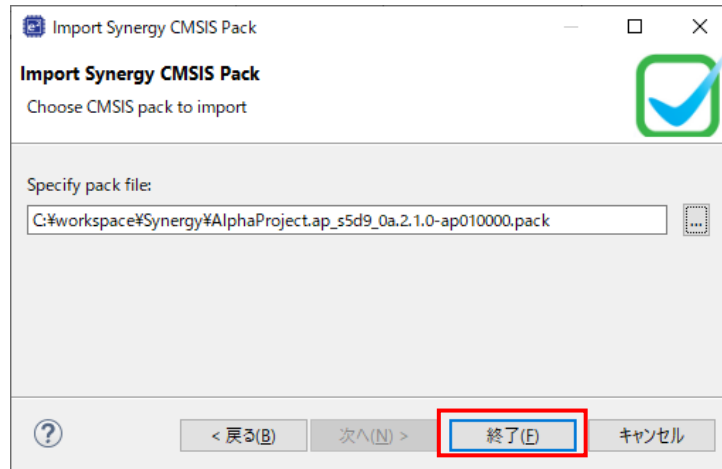 Import Synergy CMSIS Pack
Import Synergy CMSIS Pack
Choose CMSIS pack to import
Specify pack file:
C:¥workspace¥Synergy¥AlphaProject.ap_s5d9_0a.2.1.0-ap010000.pack
...
?
< 戻る(B)
次へ(N) >
終了(F)
キャンセル